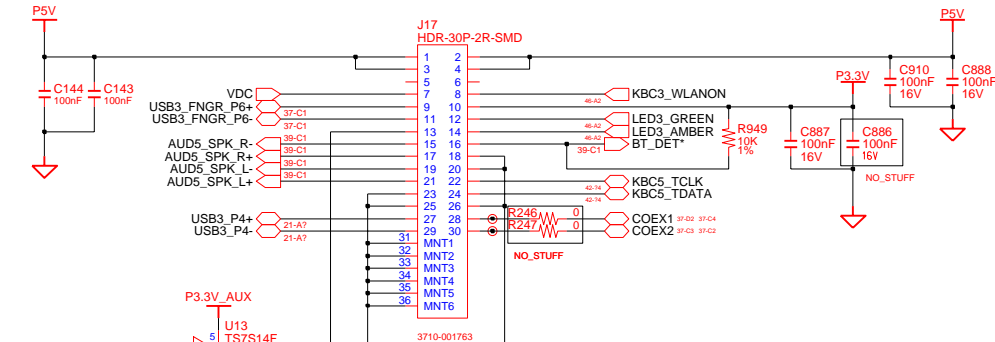 P5V
P5V
J17
HDR-30P-2R-SMD
1 2
3 4
5 6
7 8
9 10
11 12
13 14
15 16
17 18
19 20
21 22
23 24
25 26
27 28
29 30
31 MNT1
32 MNT2
33 MNT3
34 MNT4
35 MNT5
36 MNT6
3710-001763
C144
100nF
C143
100nF
VDC
USB3_FNGR_P6+
37-C1
USB3_FNGR_P6-
37-C1
AUD5_SPK_R-
39-C1
AUD5_SPK_R+
39-C1
AUD5_SPK_L-
39-C1
AUD5_SPK_L+
39-C1
USB3_P4+
21-A?
USB3_P4-
21-A?
KBC3_WLANON
46-A2
LED3_GREEN
46-A2
LED3_AMBER
46-A2
BT_DET*
39-C1
KBC5_TCLK
42-?4
KBC5_TDATA
42-?4
R246 0
R247 0
NO_STUFF
COEX1 37-D2 37-C4
COEX2 37-C3 37-C2
R949
10K
1%
P3.3V
C887
100nF
16V
C886
100nF
16V
NO_STUFF
C910
100nF
16V
C888
100nF
16V
P3.3V_AUX
U13
5
TS7S14F